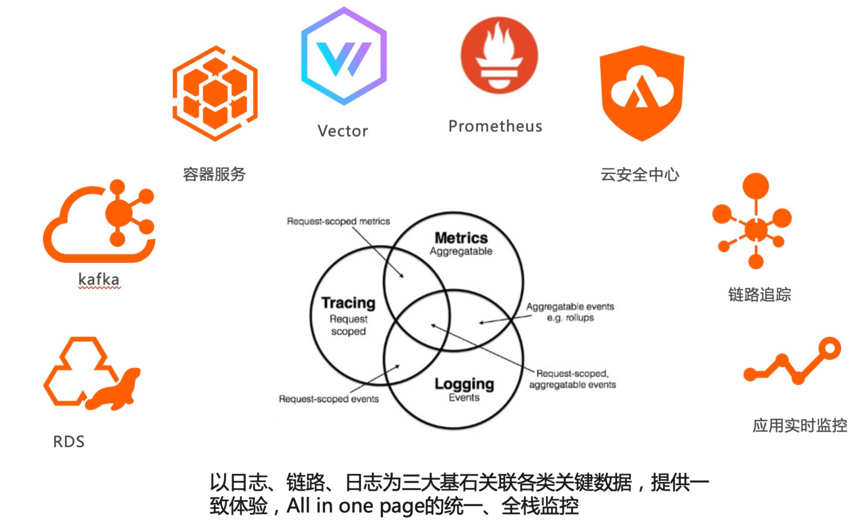 Vector
Prometheus
容器服务
云安全中心
kafka
链路追踪
RDS
应用实时监控
Request-scoped metrics
Metrics
Aggregatable
Tracing
Request
scoped
Aggregatable events
e.g. rollups
Request-scoped,
aggregatable events
Logging
Events
Request-scoped events
以日志、链路、日志为三大基石关联各类关键数据，提供一
致体验，All in one page的统一、全栈监控